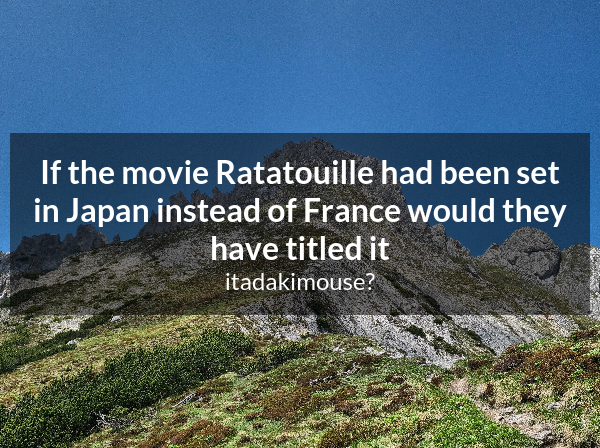 If the movie Ratatouille had been set
in Japan instead of France would they
have titled it
itadakimouse?